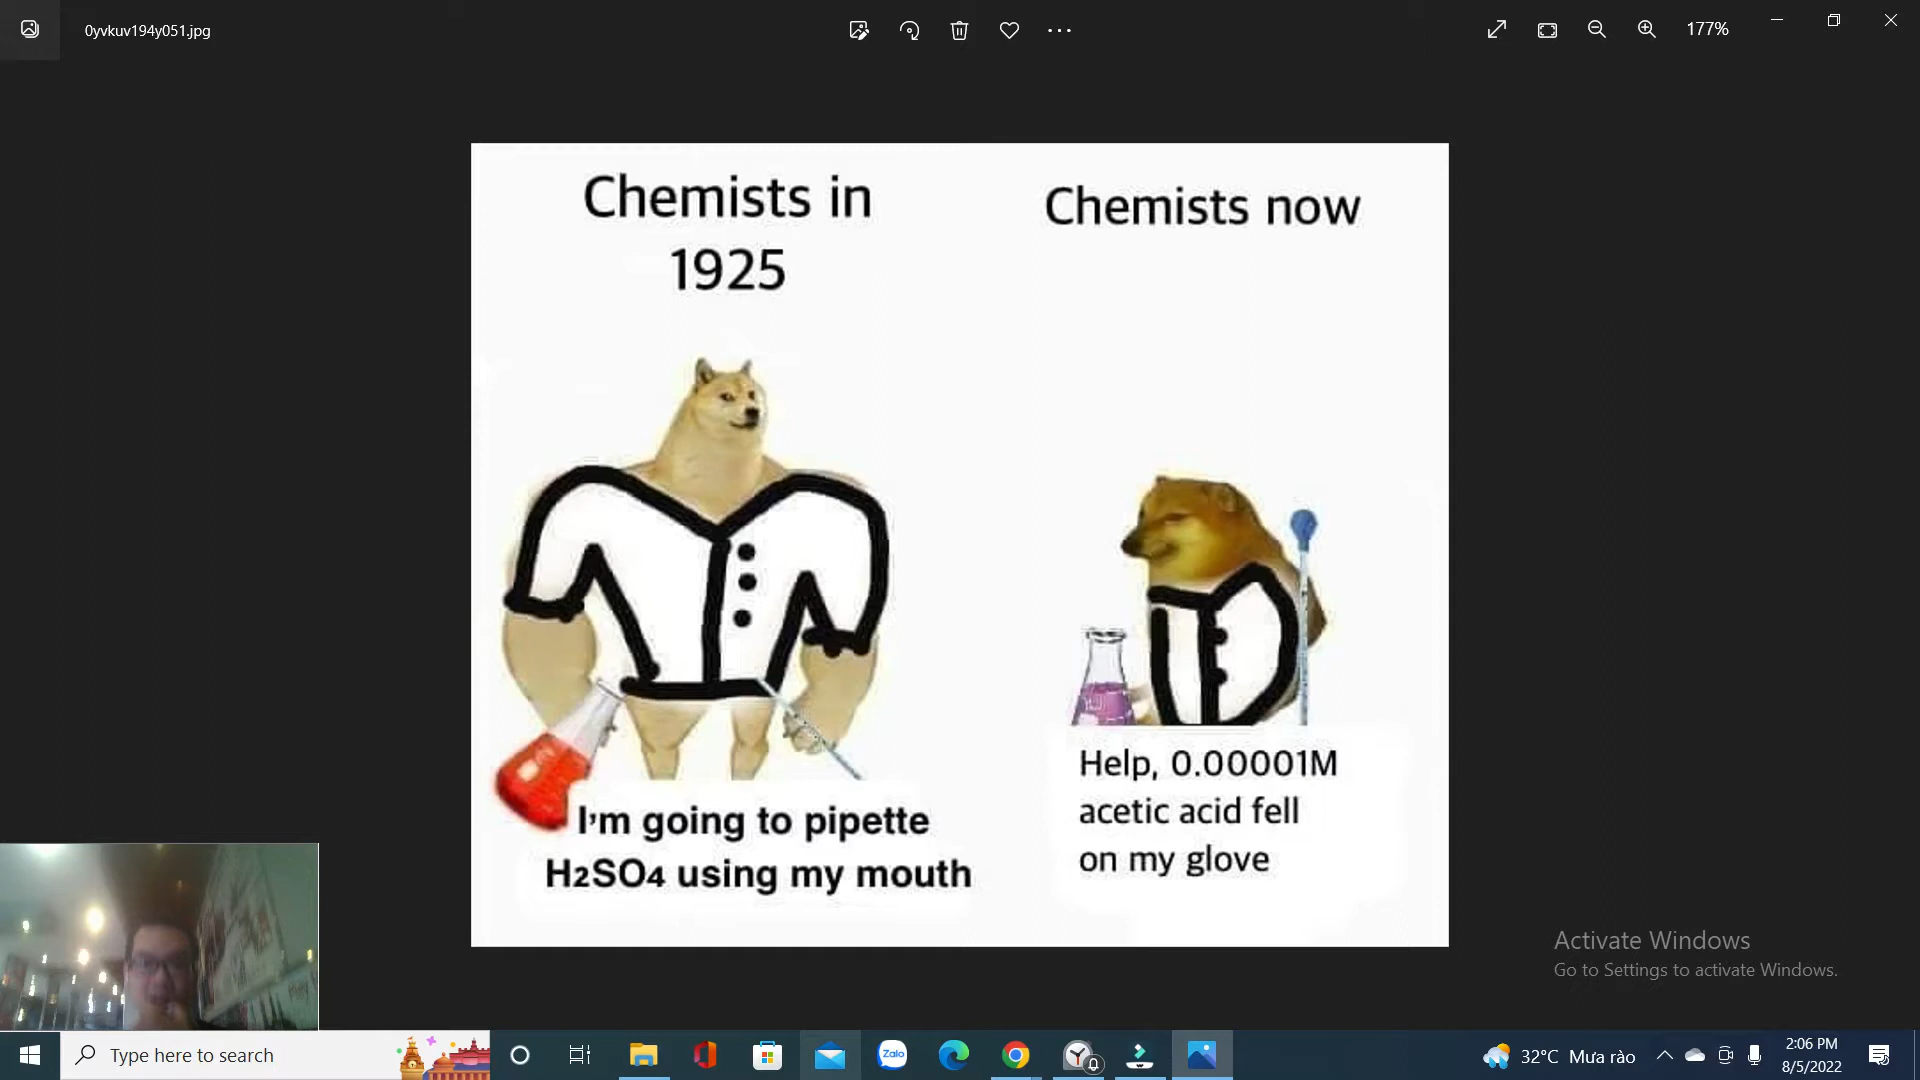 0yvkuv194y051.jpg
177%
Chemists in
1925
Chemists now
I'm going to pipette
H₂SO₄ using my mouth
Help, 0.00001M
acetic acid fell
on my glove
Activate Windows
Go to Settings to activate Windows.
Type here to search
Zalo
32°C Mưa rào
2:06 PM
8/5/2022